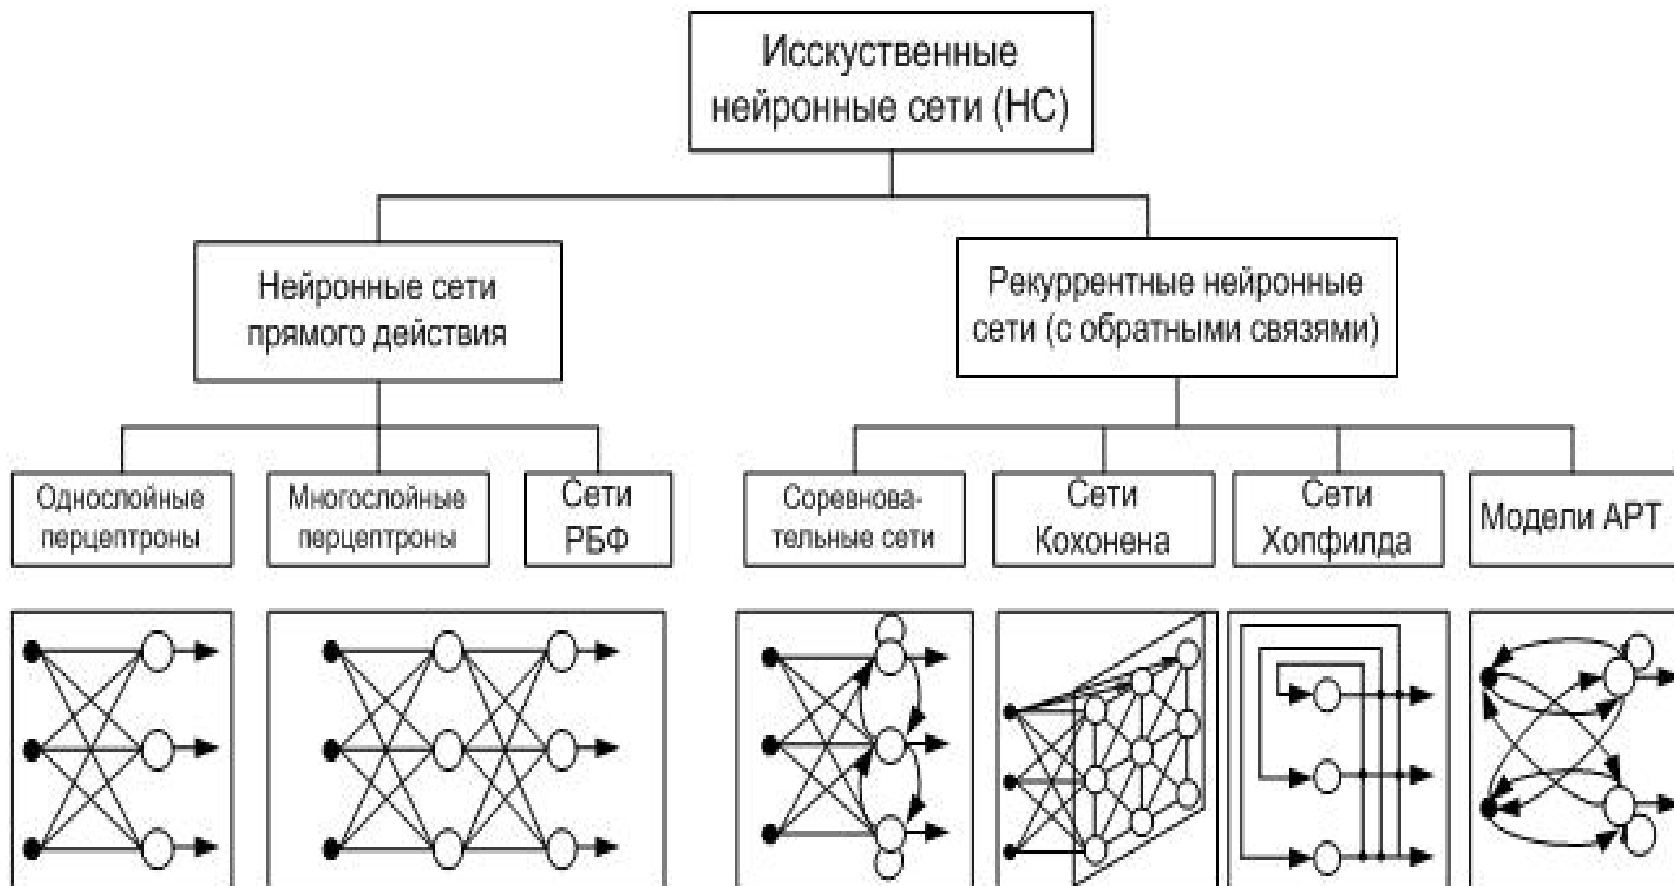 Исскуственные
нейронные сети (НС)
Нейронные сети
прямого действия
Рекуррентные нейронные
сети (с обратными связями)
Однослойные
перцептроны
Многослойные
перцептроны
Сети
РБФ
Соревнова-
тельные сети
Сети
Кохонена
Сети
Хопфилда
Модели АРТ